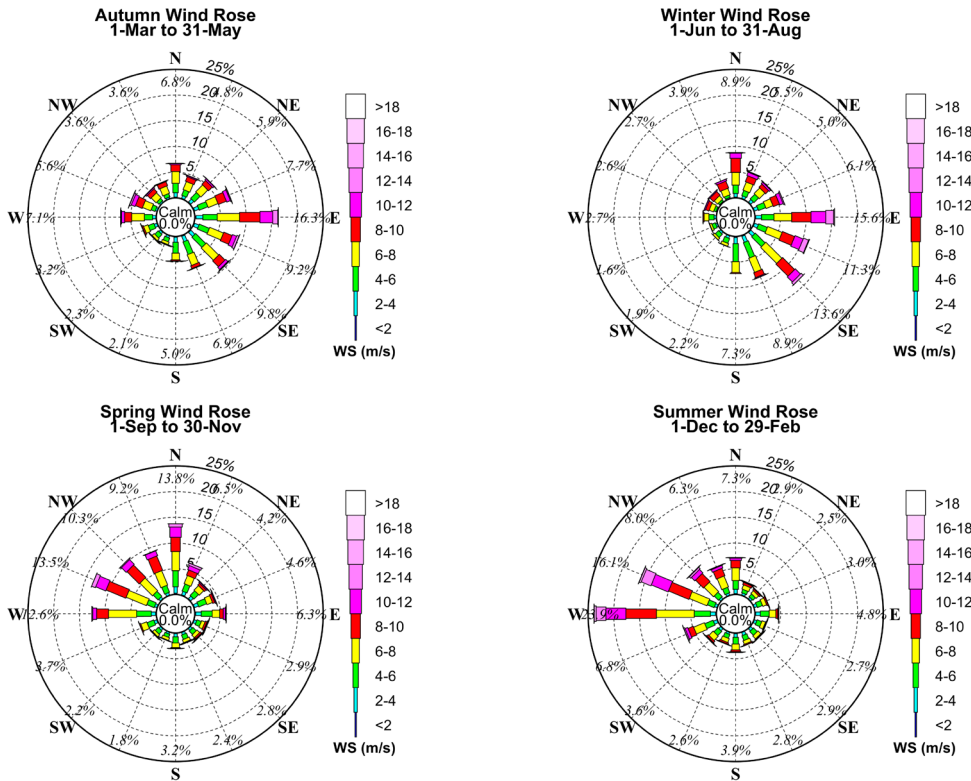 Autumn Wind Rose
1-Mar to 31-May
N
25%
6.8%
4.8%
20
3.6%
NW
NE
3.6%
5.9%
15
10
5.6%
7.7%
5
Calm
0.0%
W
7.1%
16.3%
E
3.2%
9.2%
2.3%
9.8%
SW
SE
2.1%
6.9%
5.0%
S
>18
16-18
14-16
12-14
10-12
8-10
6-8
4-6
2-4
<2
WS (m/s)
Winter Wind Rose
1-Jun to 31-Aug
N
25%
8.9%
5.5%
20
3.9%
NW
NE
2.7%
5.0%
15
10
2.6%
6.1%
5
Calm
0.0%
W
2.7%
15.6%
E
1.6%
11.3%
1.9%
13.6%
SW
SE
2.2%
8.9%
7.3%
S
>18
16-18
14-16
12-14
10-12
8-10
6-8
4-6
2-4
<2
WS (m/s)
Spring Wind Rose
1-Sep to 30-Nov
N
25%
13.8%
6.5%
20
9.2%
NW
NE
10.3%
4.2%
15
10
13.5%
4.6%
5
Calm
0.0%
W
12.6%
6.3%
E
3.7%
2.9%
2.2%
2.8%
SW
SE
1.8%
2.4%
3.2%
S
>18
16-18
14-16
12-14
10-12
8-10
6-8
4-6
2-4
<2
WS (m/s)
Summer Wind Rose
1-Dec to 29-Feb
N
25%
7.3%
2.9%
20
6.3%
NW
NE
8.0%
2.5%
15
10
16.1%
3.0%
5
Calm
0.0%
W
23.9%
4.8%
E
6.8%
2.7%
3.6%
2.9%
SW
SE
2.6%
2.8%
3.9%
S
>18
16-18
14-16
12-14
10-12
8-10
6-8
4-6
2-4
<2
WS (m/s)